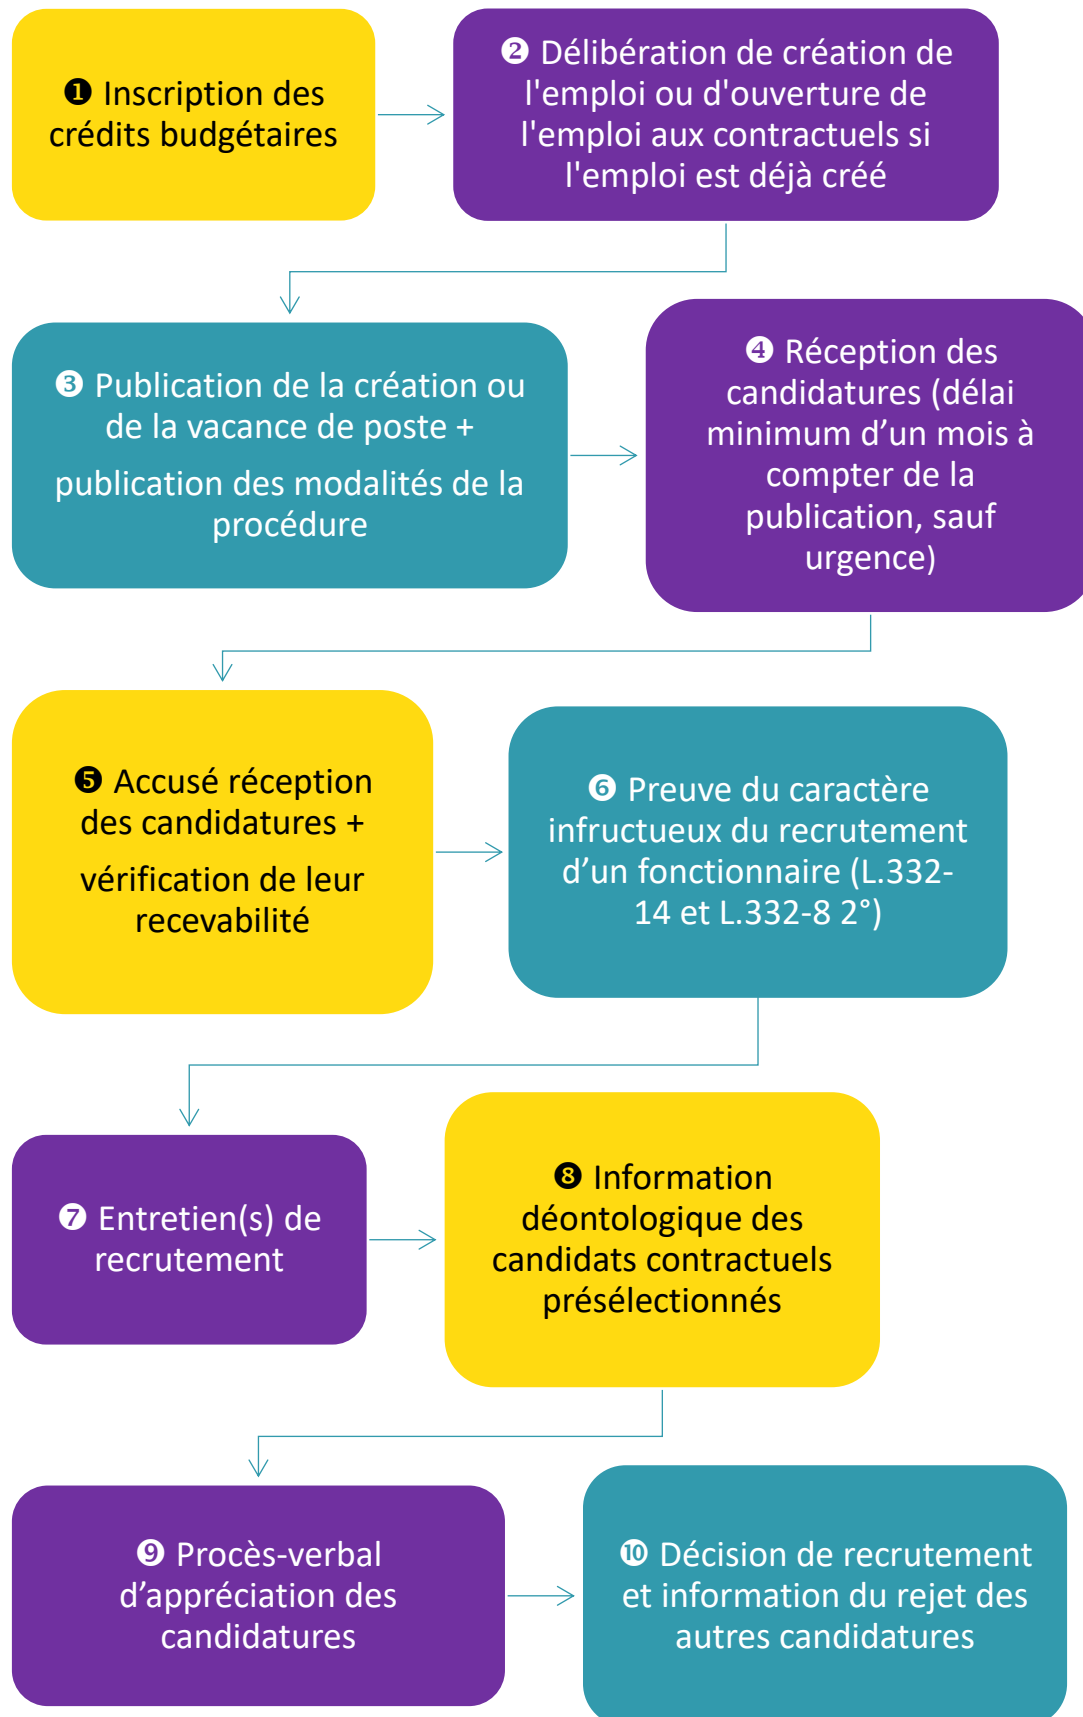 ❶ Inscription des
crédits budgétaires
❷ Délibération de création de
l'emploi ou d'ouverture de
l'emploi aux contractuels si
l'emploi est déjà créé
❸ Publication de la création ou
de la vacance de poste +
publication des modalités de la
procédure
❹ Réception des
candidatures (délai
minimum d’un mois à
compter de la
publication, sauf
urgence)
❺ Accusé réception
des candidatures +
vérification de leur
recevabilité
❻ Preuve du caractère
infructueux du recrutement
d’un fonctionnaire (L.332-
14 et L.332-8 2°)
❼ Entretien(s) de
recrutement
❽ Information
déontologique des
candidats contractuels
présélectionnés
❾ Procès-verbal
d’appréciation des
candidatures
❿ Décision de recrutement
et information du rejet des
autres candidatures